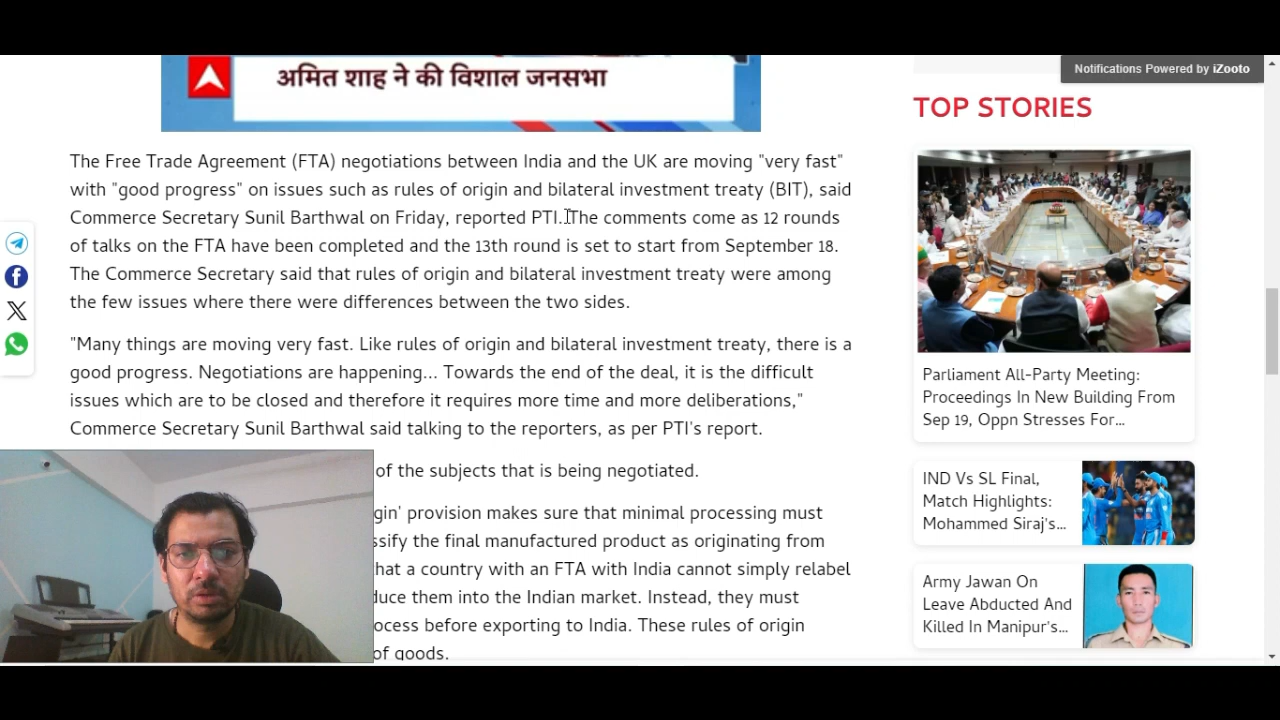 अमित शाह ने की विशाल जनसभा
Notifications Powered by iZooto
The Free Trade Agreement (FTA) negotiations between India and the UK are moving "very fast"
with "good progress" on issues such as rules of origin and bilateral investment treaty (BIT), said
Commerce Secretary Sunil Barthwal on Friday, reported PTI. The comments come as 12 rounds
of talks on the FTA have been completed and the 13th round is set to start from September 18.
The Commerce Secretary said that rules of origin and bilateral investment treaty were among
the few issues where there were differences between the two sides.
"Many things are moving very fast. Like rules of origin and bilateral investment treaty, there is a
good progress. Negotiations are happening... Towards the end of the deal, it is the difficult
issues which are to be closed and therefore it requires more time and more deliberations,"
Commerce Secretary Sunil Barthwal said talking to the reporters, as per PTI's report.
of the subjects that is being negotiated.
gin' provision makes sure that minimal processing must
ssify the final manufactured product as originating from
hat a country with an FTA with India cannot simply relabel
duce them into the Indian market. Instead, they must
ocess before exporting to India. These rules of origin
of goods.
TOP STORIES
Parliament All-Party Meeting:
Proceedings In New Building From
Sep 19, Oppn Stresses For...
IND Vs SL Final,
Match Highlights:
Mohammed Siraj's...
Army Jawan On
Leave Abducted And
Killed In Manipur's...